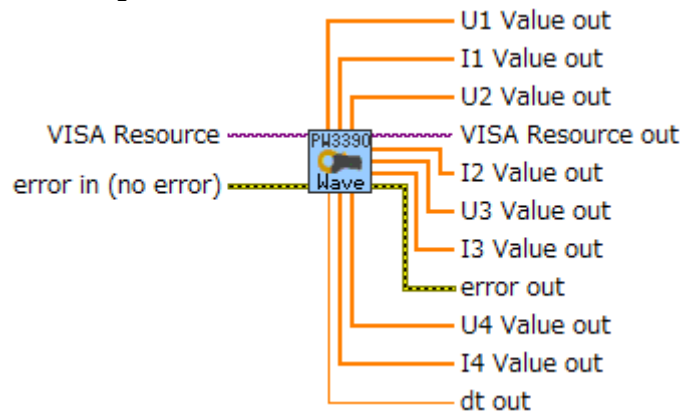 U1 Value out
I1 Value out
U2 Value out
VISA Resource
PW3390
VISA Resource out
I2 Value out
error in (no error)
Wave
U3 Value out
I3 Value out
error out
U4 Value out
I4 Value out
dt out